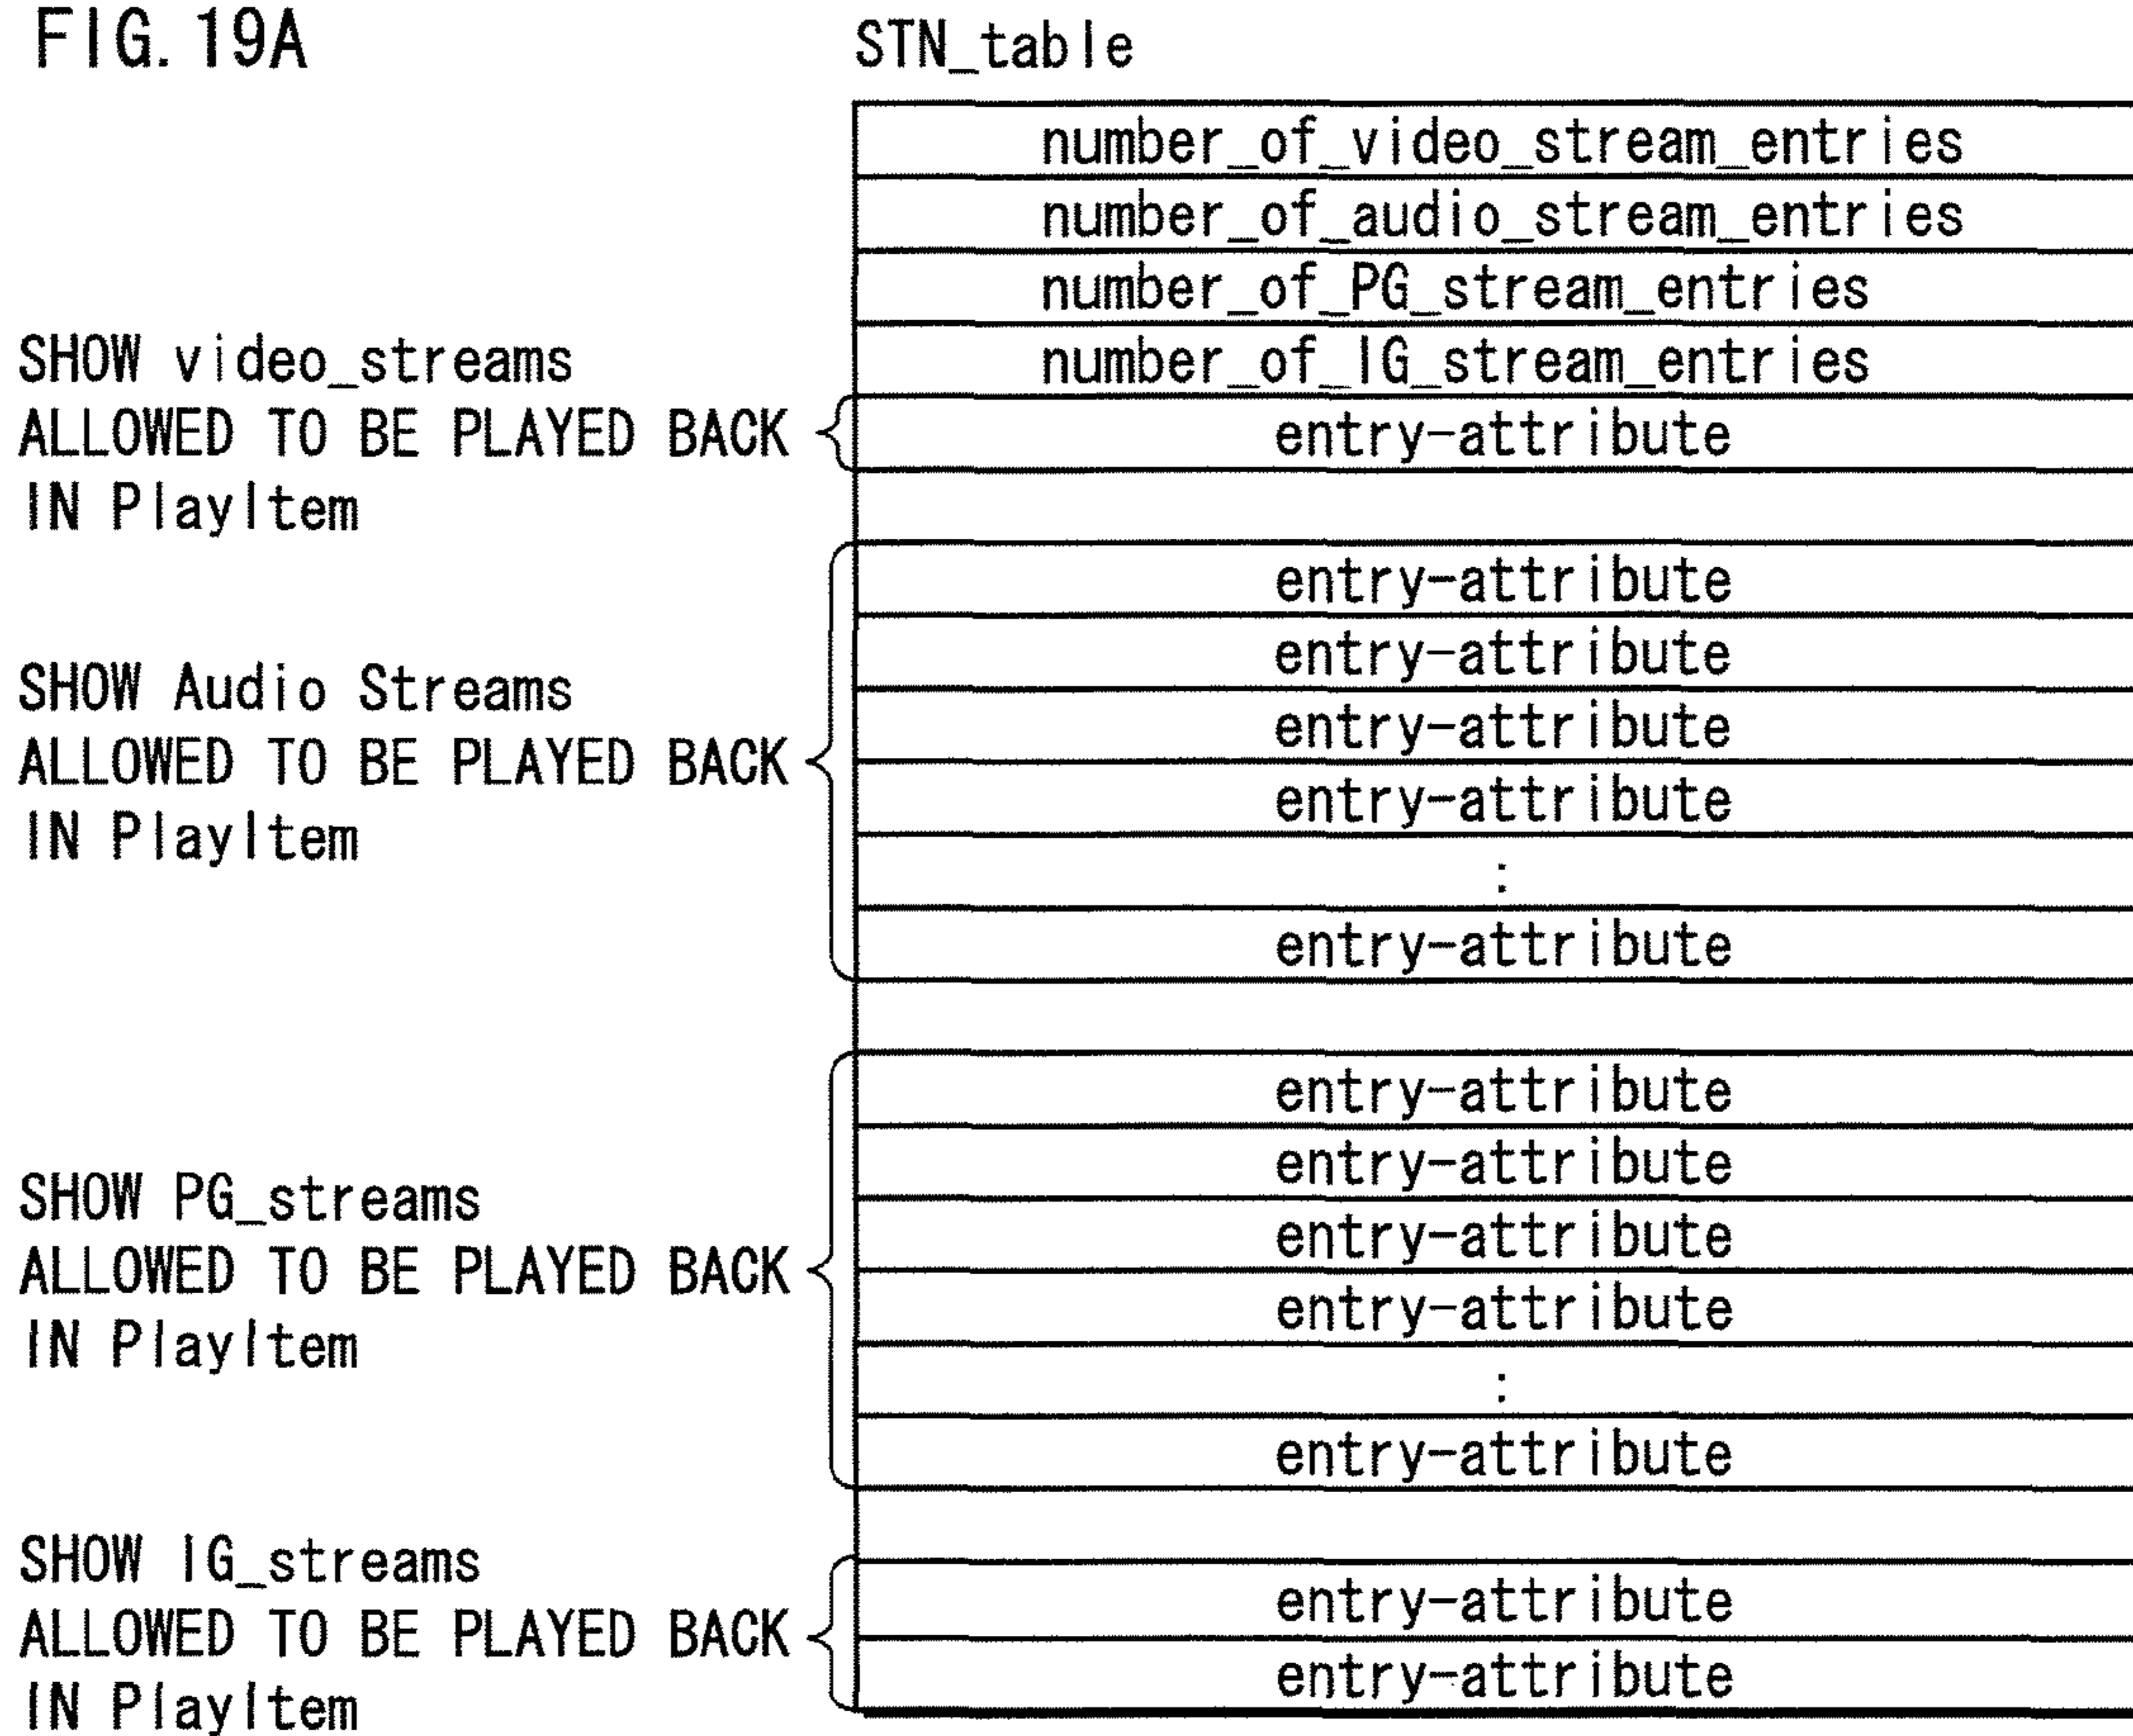 FIG. 19A
STN_table
number_of_video_stream_entries
number_of_audio_stream_entries
number_of_PG_stream_entries
number_of_IG_stream_entries
SHOW video_streams
ALLOWED TO BE PLAYED BACK
IN PlayItem
entry-attribute
SHOW Audio Streams
ALLOWED TO BE PLAYED BACK
IN PlayItem
entry-attribute
entry-attribute
entry-attribute
entry-attribute
:
entry-attribute
SHOW PG_streams
ALLOWED TO BE PLAYED BACK
IN PlayItem
entry-attribute
entry-attribute
entry-attribute
entry-attribute
:
entry-attribute
SHOW IG_streams
ALLOWED TO BE PLAYED BACK
IN PlayItem
entry-attribute
entry-attribute